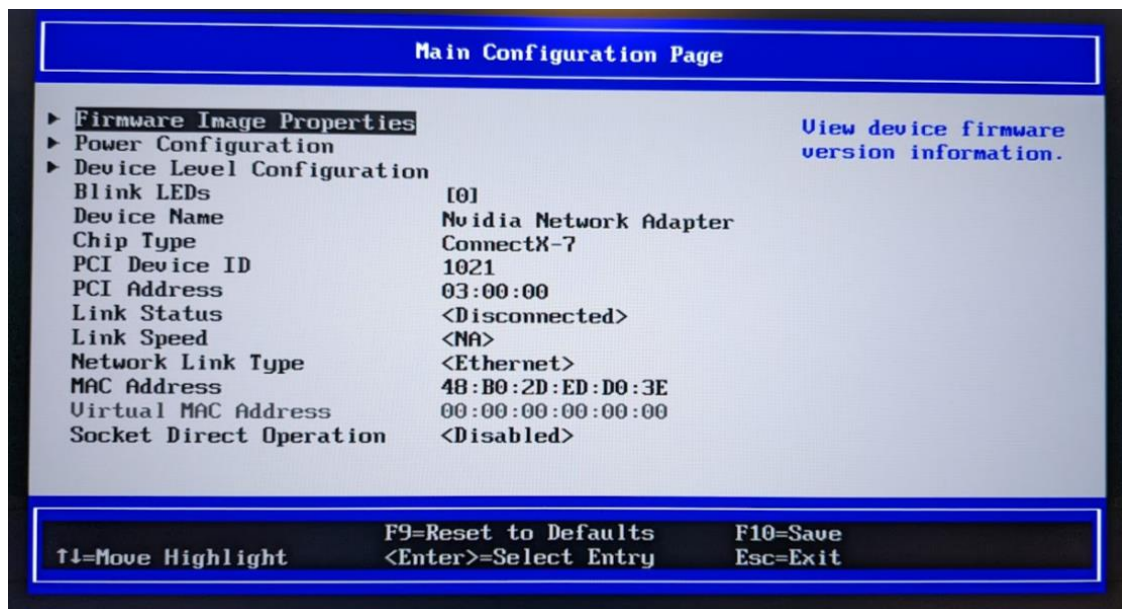 Main Configuration Page
▶ Firmware Image Properties
▶ Power Configuration
▶ Device Level Configuration
Blink LEDs [0]
Device Name Nvidia Network Adapter
Chip Type ConnectX-7
PCI Device ID 1021
PCI Address 03:00:00
Link Status <Disconnected>
Link Speed <NA>
Network Link Type <Ethernet>
MAC Address 48:B0:2D:ED:D0:3E
Virtual MAC Address 00:00:00:00:00:00
Socket Direct Operation <Disabled>
View device firmware
version information.
F9=Reset to Defaults F10=Save
↑↓=Move Highlight <Enter>=Select Entry Esc=Exit